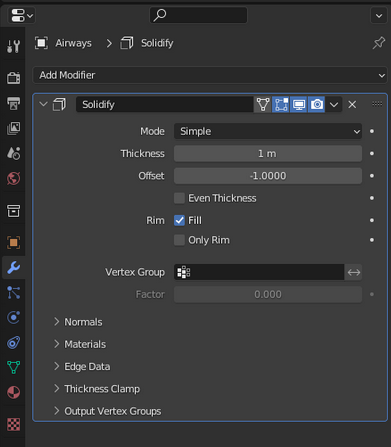 Airways > Solidify
Add Modifier
Solidify
Mode Simple
Thickness 1 m
Offset -1.0000
Even Thickness
Rim Fill
Only Rim
Vertex Group
Factor 0.000
Normals
Materials
Edge Data
Thickness Clamp
Output Vertex Groups